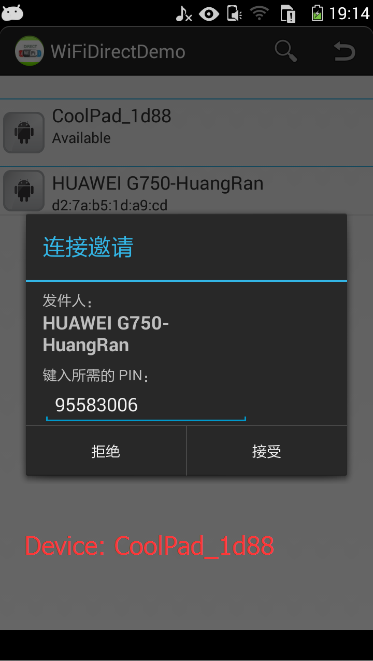 19:14
WiFiDirectDemo
CoolPad_1d88
Available
HUAWEI G750-HuangRan
d2:7a:b5:1d:a9:cd
连接邀请
发件人：
HUAWEI G750-
HuangRan
键入所需的 PIN：
95583006
拒绝
接受
Device: CoolPad_1d88